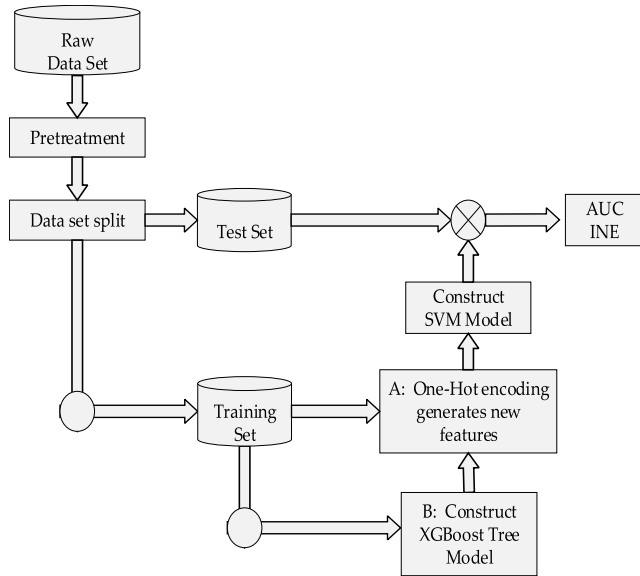 Raw
Data Set
Pretreatment
Data set split
Test Set
AUC
INE
Construct
SVM Model
Training
Set
A: One-Hot encoding
generates new
features
B: Construct
XGBoost Tree
Model